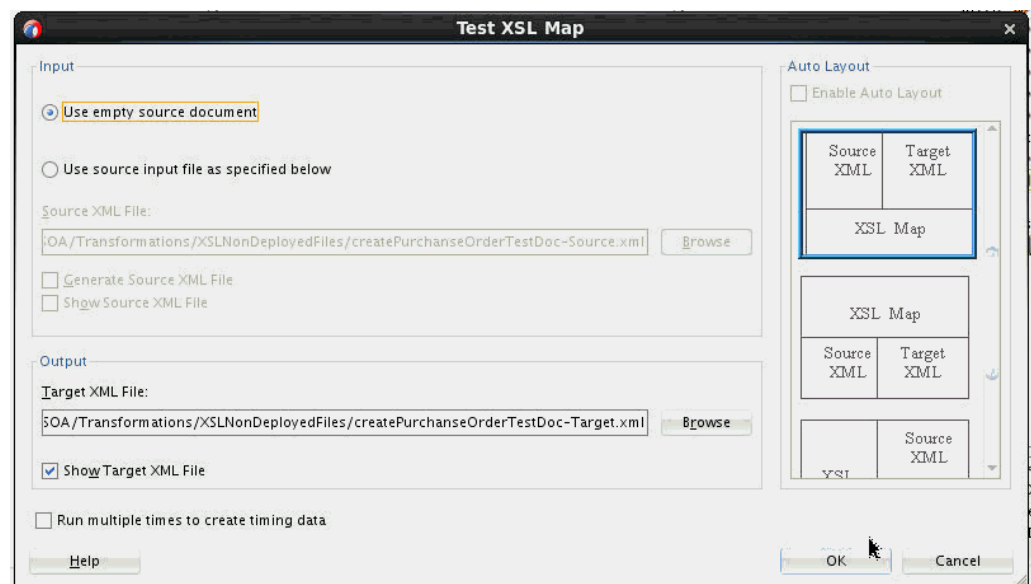 Test XSL Map
Input
Use empty source document
Use source input file as specified below
Source XML File:
OA/Transformations/XSLNonDeployedFiles/createPurchanseOrderTestDoc-Source.xml
Browse
Generate Source XML File
Show Source XML File
Output
Target XML File:
SOA/Transformations/XSLNonDeployedFiles/createPurchanseOrderTestDoc-Target.xml
Browse
Show Target XML File
Run multiple times to create timing data
Help
Auto Layout
Enable Auto Layout
Source XML
Target XML
XSL Map
XSL Map
Source XML
Target XML
Source XML
XSL
OK
Cancel